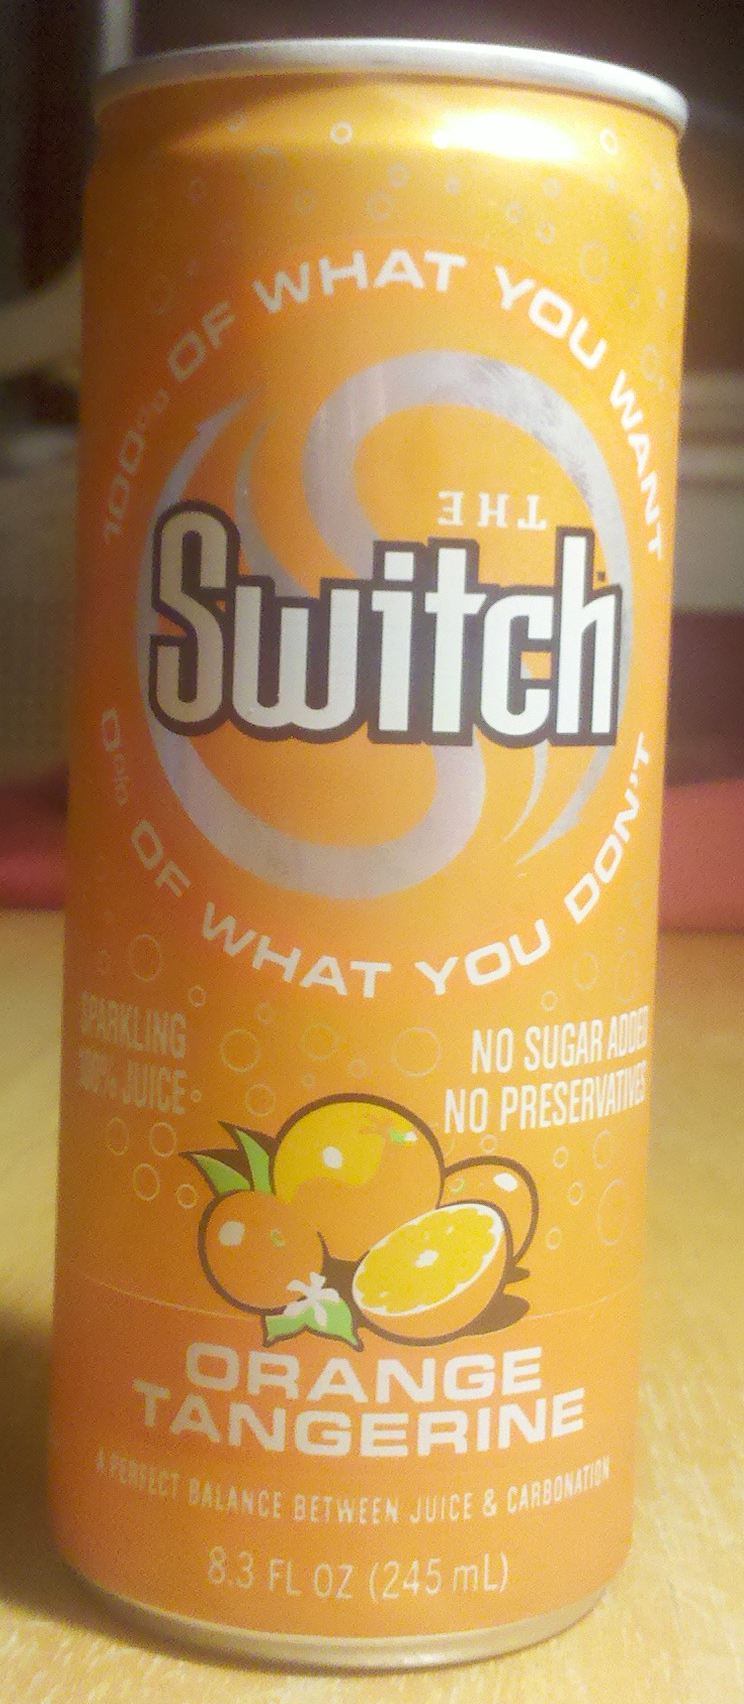 100% OF WHAT YOU WANT
THE
Switch
0% OF WHAT YOU DON'T
SPARKLING
100% JUICE
NO SUGAR ADDED
NO PRESERVATIVES
ORANGE
TANGERINE
A PERFECT BALANCE BETWEEN JUICE & CARBONATION
8.3 FL OZ (245 mL)